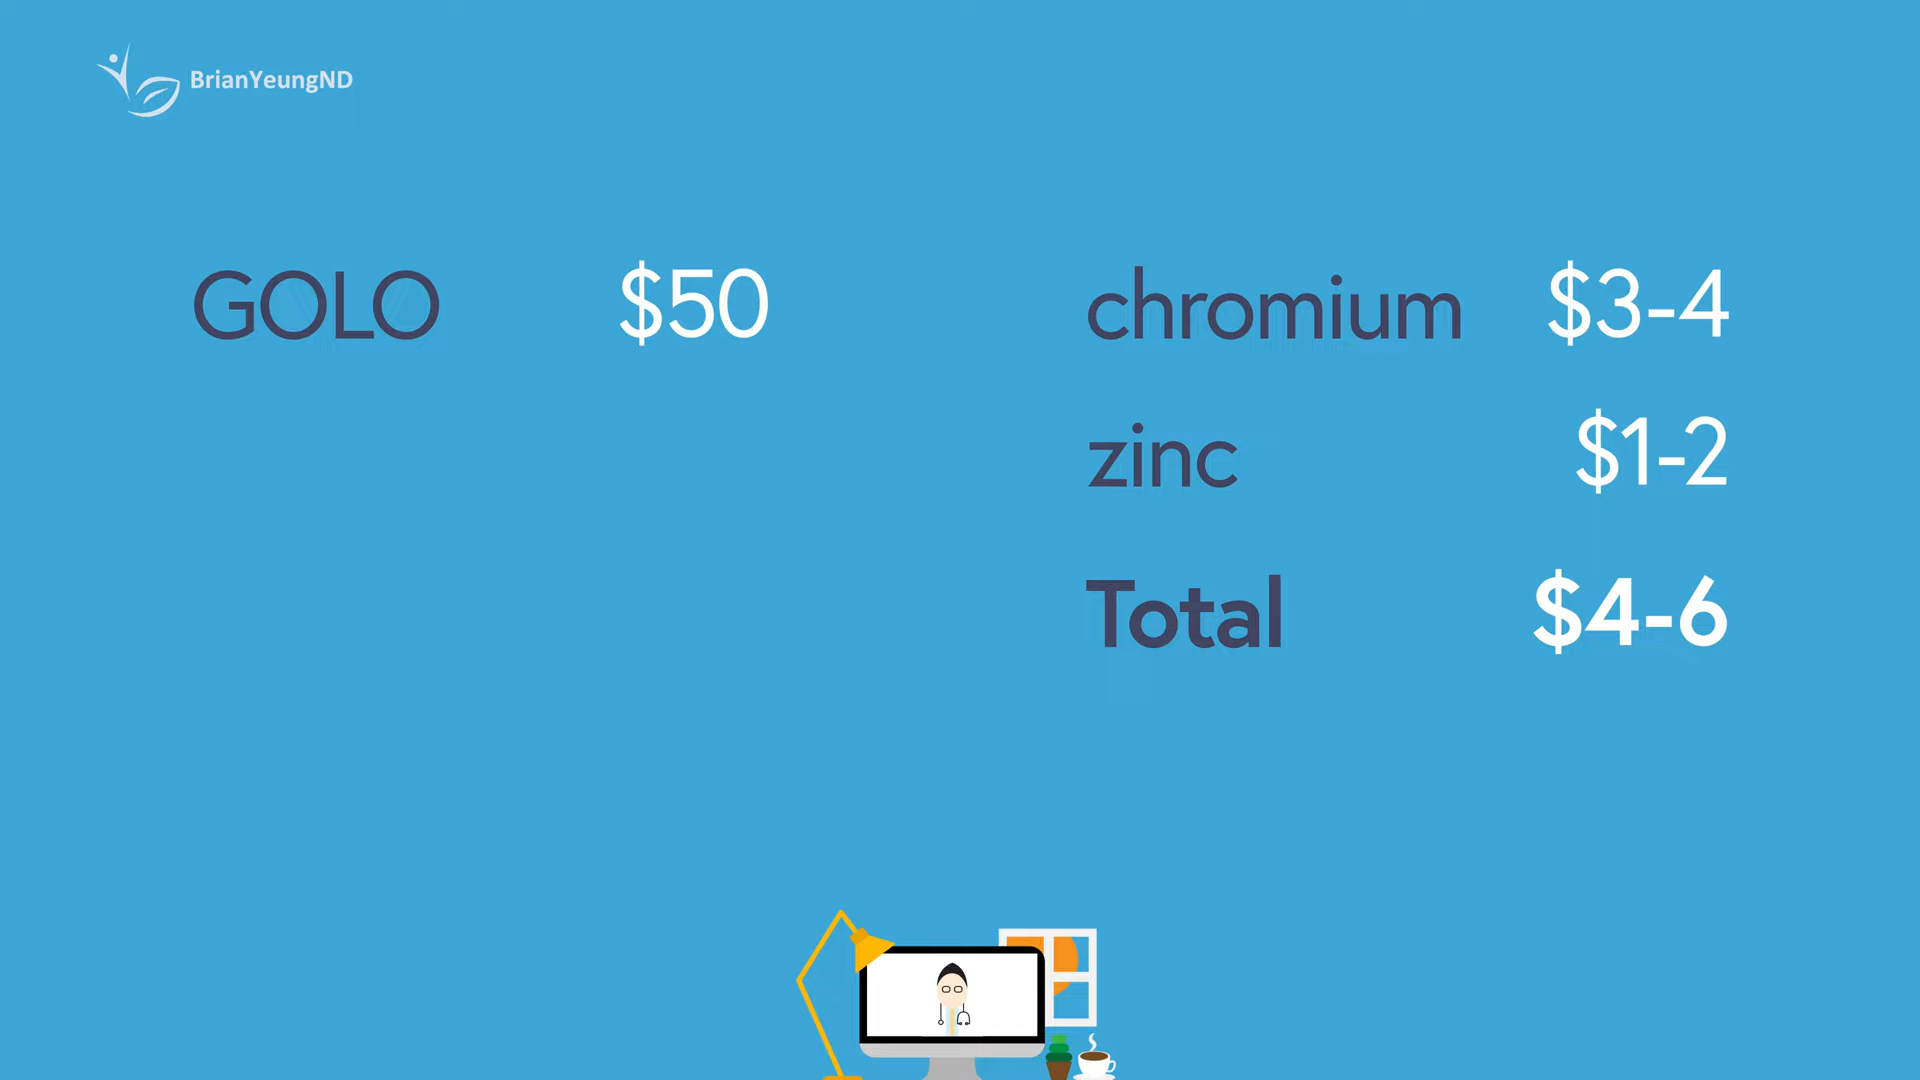 BrianYeungND
GOLO $50
chromium $3-4
zinc $1-2
Total $4-6